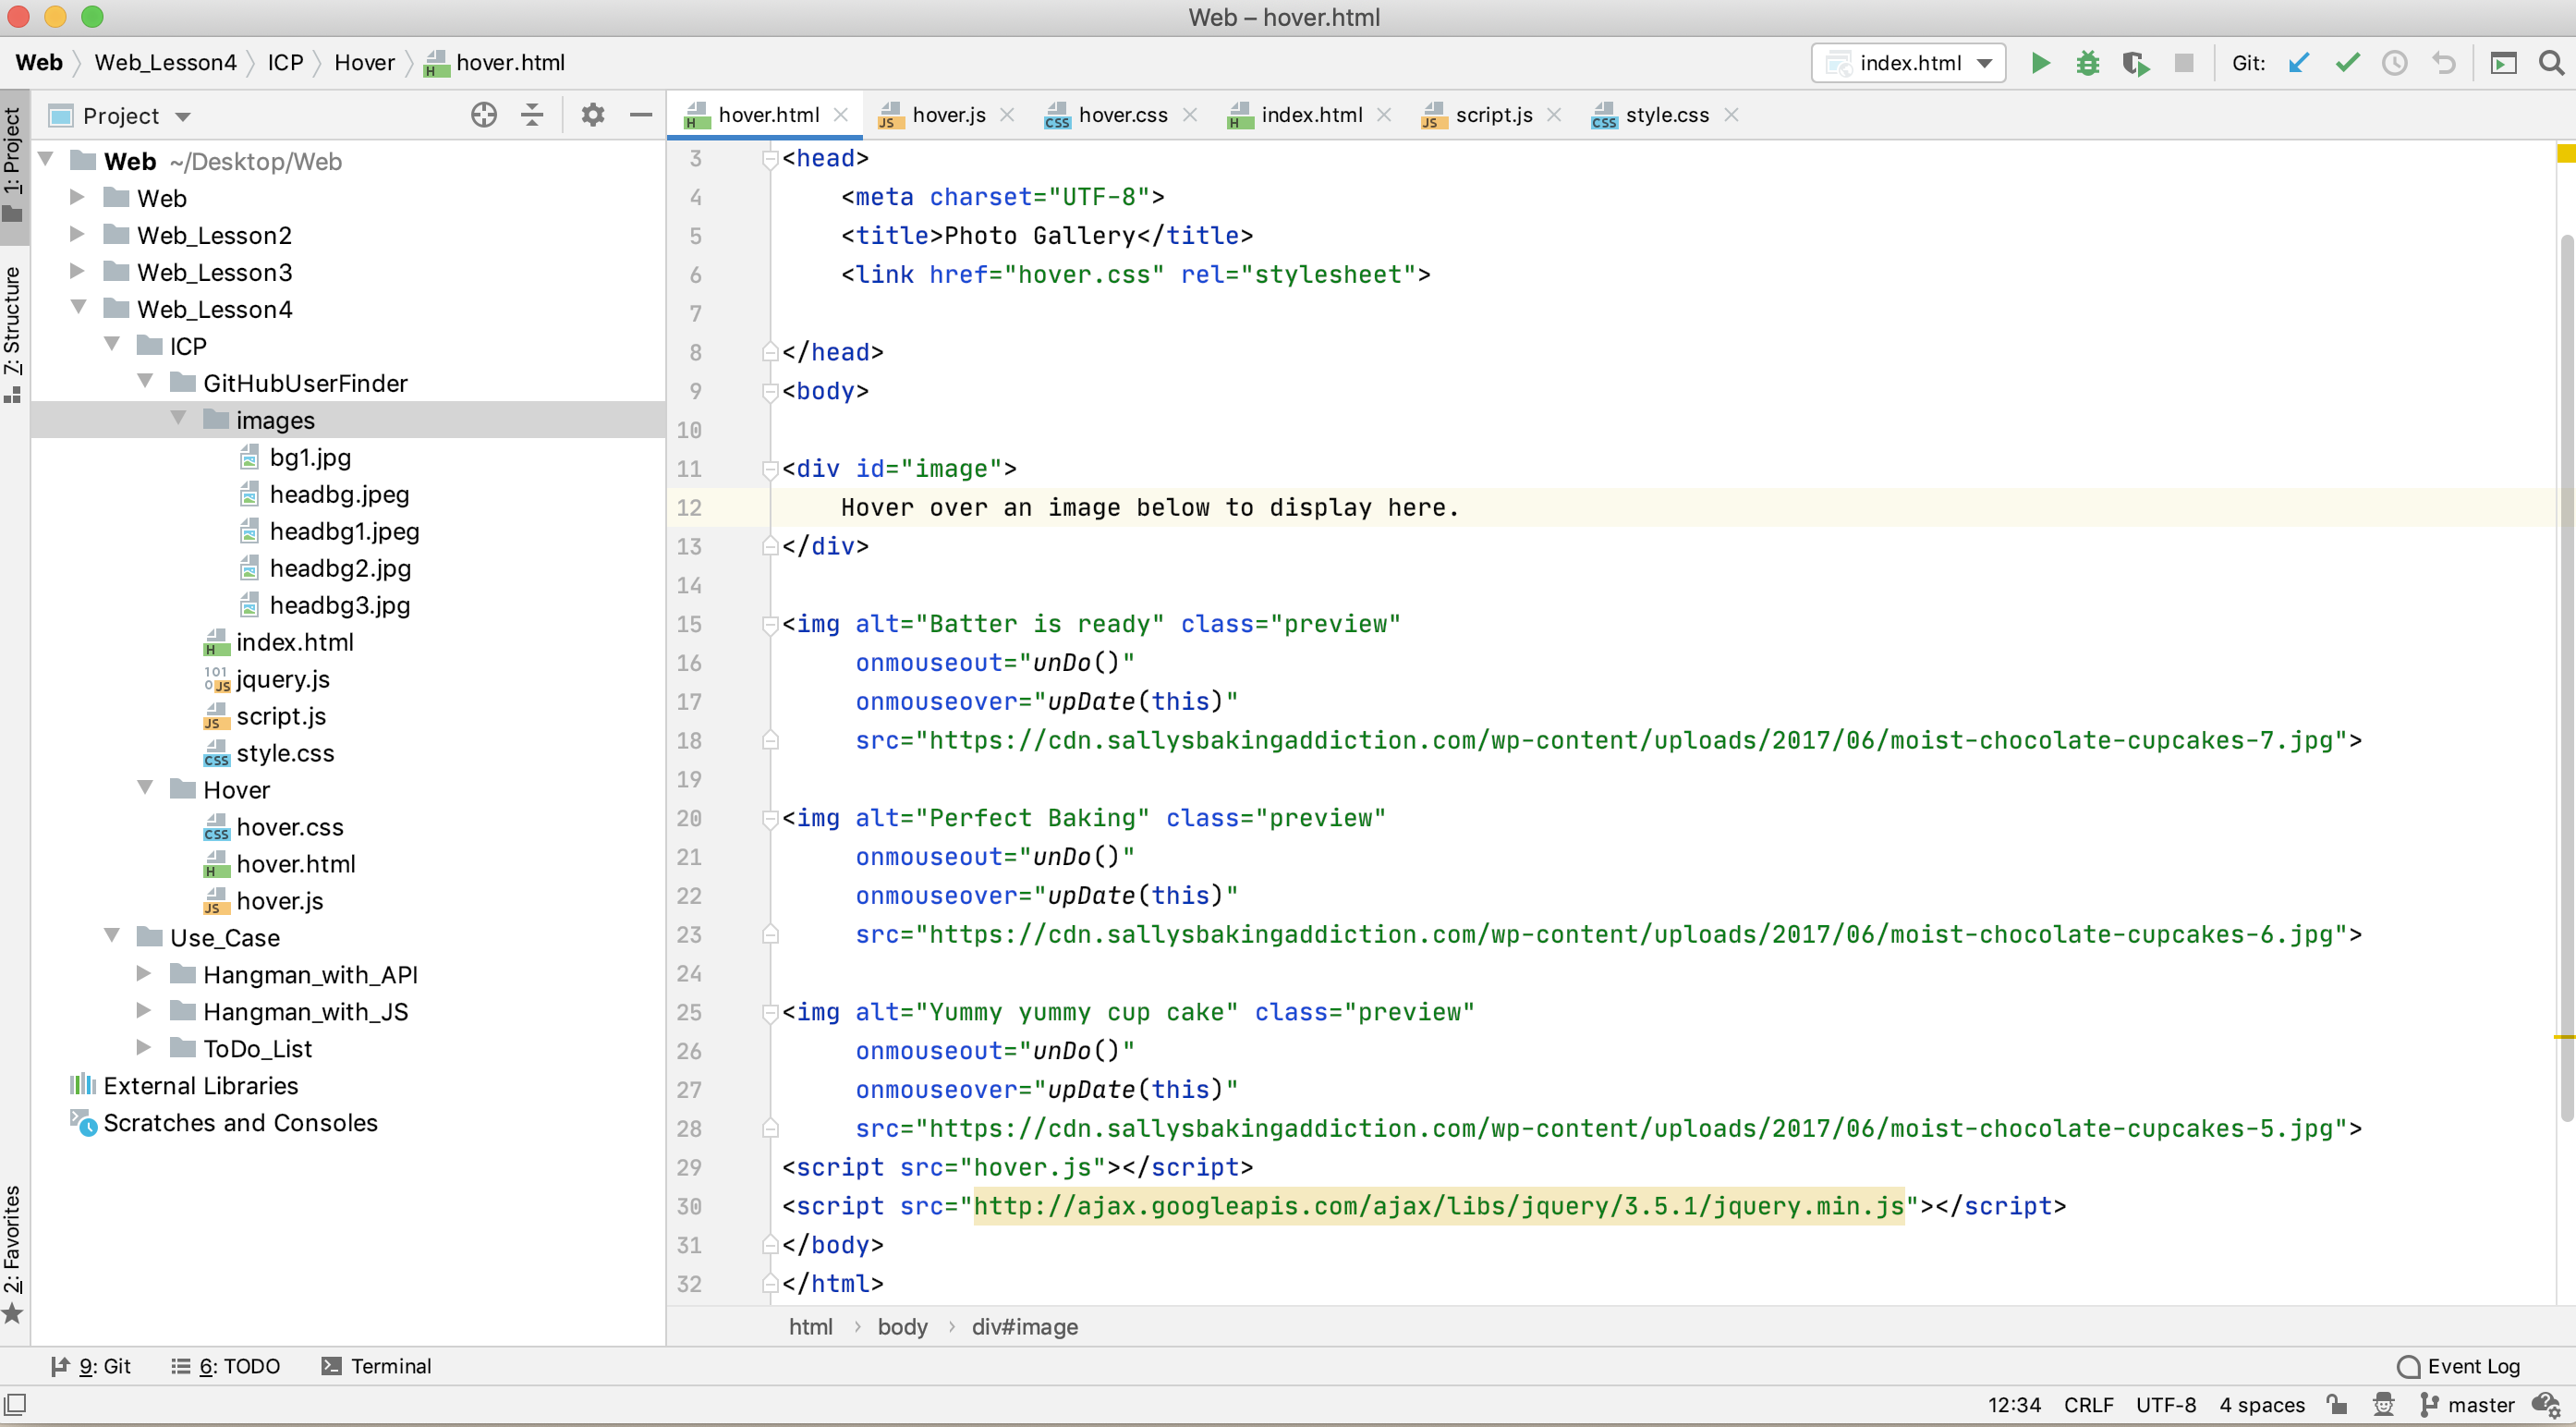 Web – hover.html
Web Web_Lesson4 ICP Hover hover.html
index.html
Git:
1: Project
7: Structure
2: Favorites
Project
Web ~/Desktop/Web
Web
Web_Lesson2
Web_Lesson3
Web_Lesson4
ICP
GitHubUserFinder
images
bg1.jpg
headbg.jpeg
headbg1.jpeg
headbg2.jpg
headbg3.jpg
index.html
jquery.js
script.js
style.css
Hover
hover.css
hover.html
hover.js
Use_Case
Hangman_with_API
Hangman_with_JS
ToDo_List
External Libraries
Scratches and Consoles
hover.html hover.js hover.css index.html script.js style.css
3 <head>
4 <meta charset="UTF-8">
5 <title>Photo Gallery</title>
6 <link href="hover.css" rel="stylesheet">
7
8 </head>
9 <body>
10
11 <div id="image">
12 Hover over an image below to display here.
13 </div>
14
15 <img alt="Batter is ready" class="preview"
16 onmouseout="unDo()"
17 onmouseover="upDate(this)"
18 src="https://cdn.sallysbakingaddiction.com/wp-content/uploads/2017/06/moist-chocolate-cupcakes-7.jpg">
19
20 <img alt="Perfect Baking" class="preview"
21 onmouseout="unDo()"
22 onmouseover="upDate(this)"
23 src="https://cdn.sallysbakingaddiction.com/wp-content/uploads/2017/06/moist-chocolate-cupcakes-6.jpg">
24
25 <img alt="Yummy yummy cup cake" class="preview"
26 onmouseout="unDo()"
27 onmouseover="upDate(this)"
28 src="https://cdn.sallysbakingaddiction.com/wp-content/uploads/2017/06/moist-chocolate-cupcakes-5.jpg">
29 <script src="hover.js"></script>
30 <script src="http://ajax.googleapis.com/ajax/libs/jquery/3.5.1/jquery.min.js"></script>
31 </body>
32 </html>
html › body › div#image
9: Git 6: TODO Terminal Event Log
12:34 CRLF UTF-8 4 spaces master